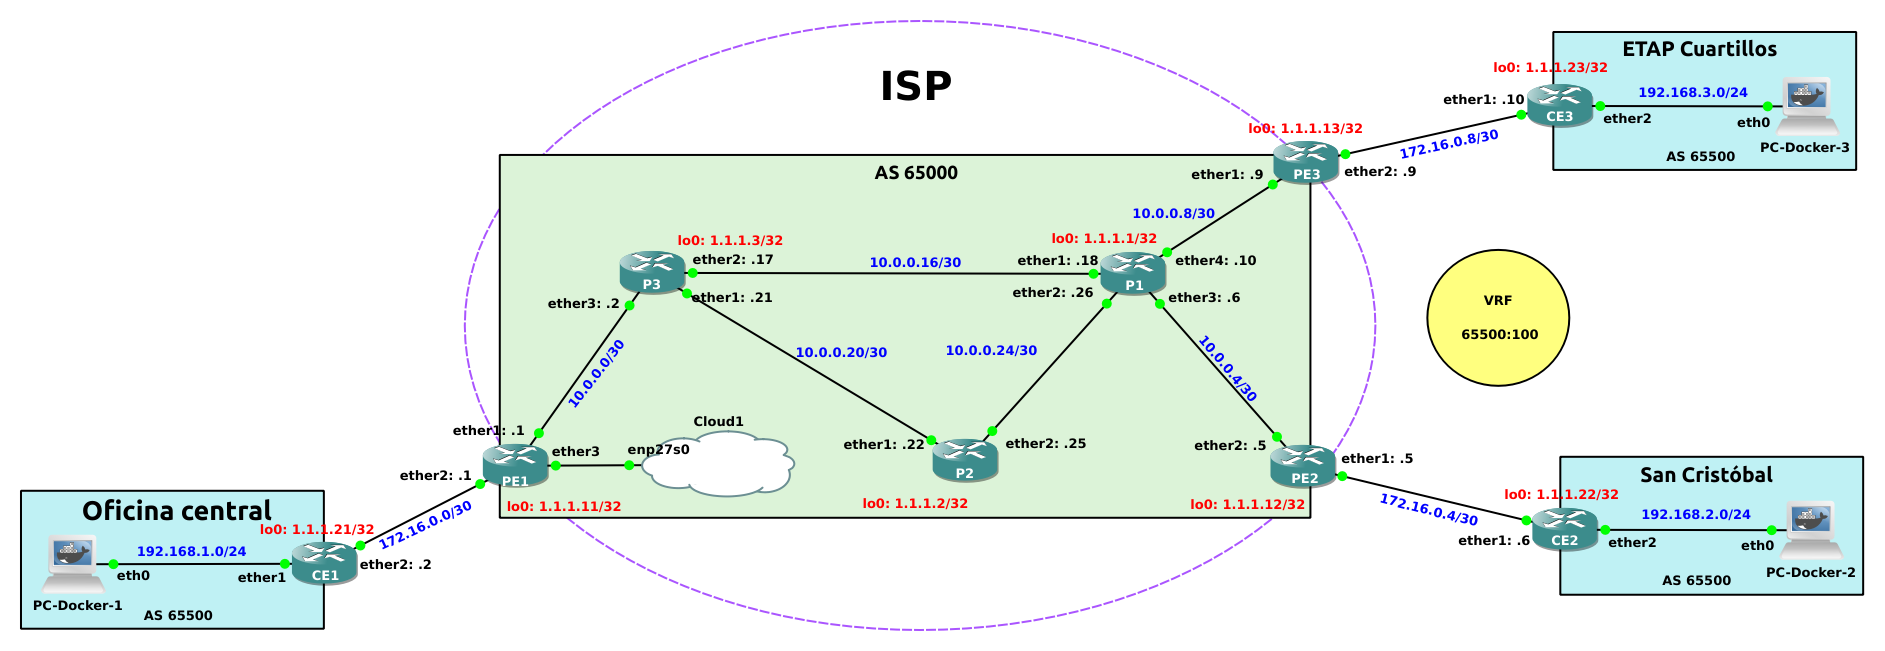 ISP
AS 65000
ETAP Cuartillos
lo0: 1.1.1.23/32
ether1: .10
CE3
192.168.3.0/24
ether2
eth0
PC-Docker-3
AS 65500
172.16.0.8/30
lo0: 1.1.1.13/32
PE3
ether1: .9
ether2: .9
10.0.0.8/30
lo0: 1.1.1.3/32
ether2: .17
P3
ether3: .2
ether1: .21
10.0.0.16/30
lo0: 1.1.1.1/32
ether1: .18
ether4: .10
P1
ether2: .26
ether3: .6
10.0.0.0/30
10.0.0.20/30
10.0.0.24/30
10.0.0.4/30
VRF
65500:100
Cloud1
enp27s0
ether1: .1
ether3
ether2: .1
PE1
lo0: 1.1.1.11/32
ether1: .22
ether2: .25
P2
lo0: 1.1.1.2/32
ether2: .5
ether1: .5
PE2
lo0: 1.1.1.12/32
172.16.0.0/30
172.16.0.4/30
Oficina central
lo0: 1.1.1.21/32
192.168.1.0/24
eth0
ether1
CE1
ether2: .2
PC-Docker-1
AS 65500
San Cristóbal
lo0: 1.1.1.22/32
192.168.2.0/24
ether1: .6
CE2
ether2
eth0
PC-Docker-2
AS 65500